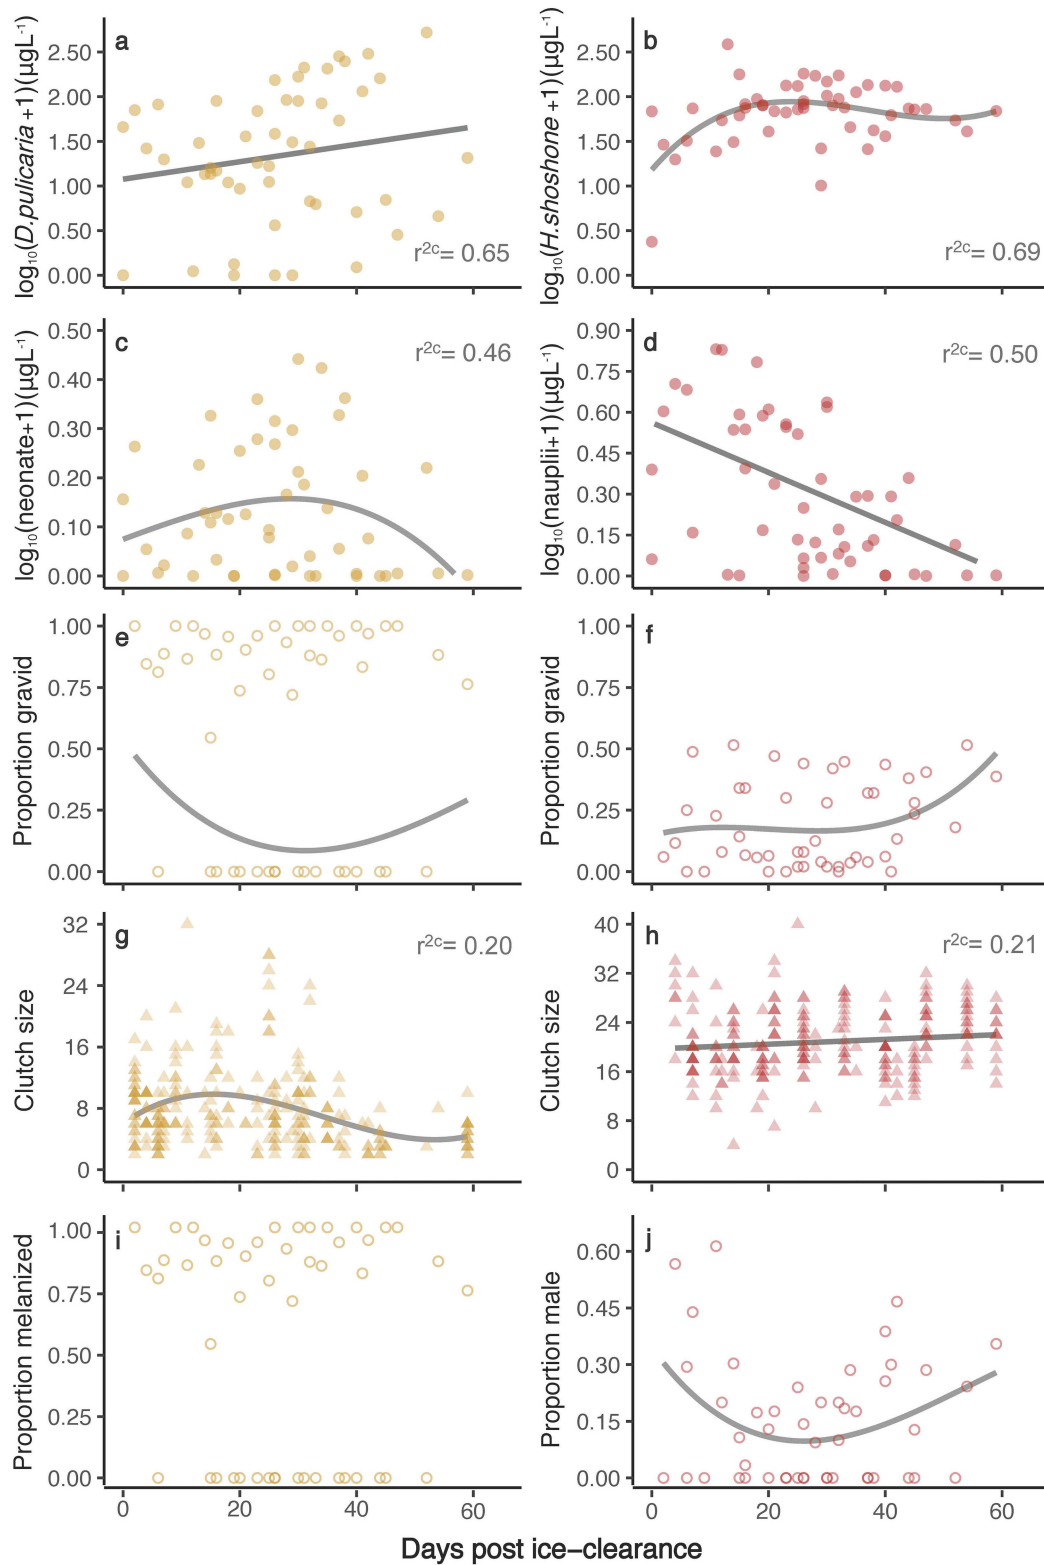 a
log₁₀(D.pulicaria +1)(µgL⁻¹)
2.50
2.00
1.50
1.00
0.50
0.00
r²ᶜ= 0.65
b
log₁₀(H.shoshone +1)(µgL⁻¹)
2.50
2.00
1.50
1.00
0.50
0.00
r²ᶜ= 0.69
c
log₁₀(neonate+1)(µgL⁻¹)
0.50
0.40
0.30
0.20
0.10
0.00
r²ᶜ= 0.46
d
log₁₀(nauplii+1)(µgL⁻¹)
0.90
0.75
0.60
0.45
0.30
0.15
0.00
r²ᶜ= 0.50
e
Proportion gravid
1.00
0.75
0.50
0.25
0.00
f
Proportion gravid
1.00
0.75
0.50
0.25
0.00
g
Clutch size
32
24
16
8
0
r²ᶜ= 0.20
h
Clutch size
40
32
24
16
8
0
r²ᶜ= 0.21
i
Proportion melanized
1.00
0.75
0.50
0.25
0.00
0 20 40 60
j
Proportion male
0.60
0.45
0.30
0.15
0.00
0 20 40 60
Days post ice−clearance